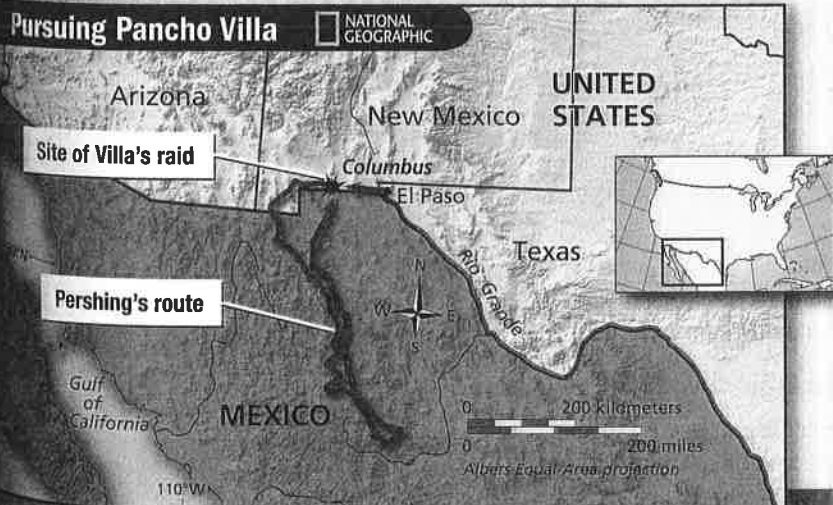 Pursuing Pancho Villa
NATIONAL
GEOGRAPHIC
Arizona
New Mexico
UNITED
STATES
Site of Villa's raid
Columbus
El Paso
Texas
Rio Grande
Pershing's route
N
W
E
S
Gulf
of
California
MEXICO
0
200 kilometers
0
200 miles
Albers Equal-Area projection
110°W